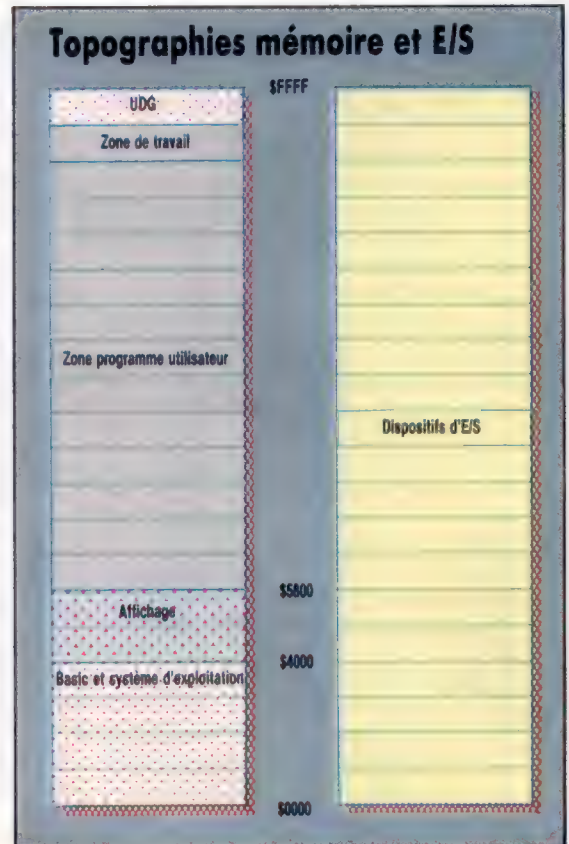 Topographies mémoire et E/S
$FFFF
UDG
Zone de travail
Zone programme utilisateur
Dispositifs d'E/S
$5800
Affichage
$4000
Basic et système d'exploitation
$0000